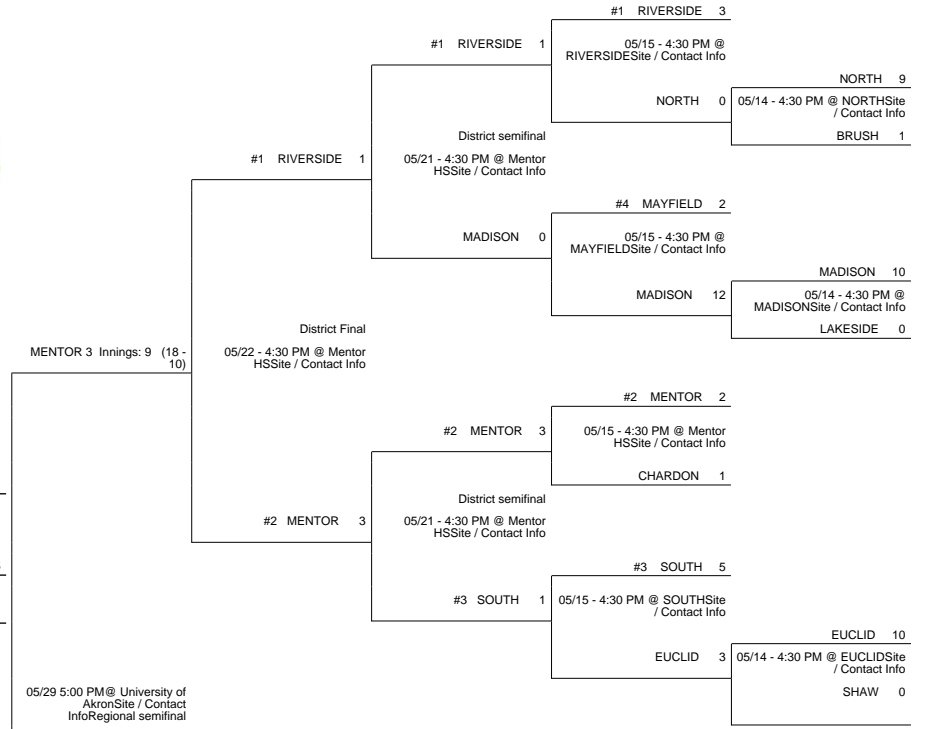 #1 RIVERSIDE 3
#1 RIVERSIDE 1
05/15 - 4:30 PM @
RIVERSIDESite / Contact Info
NORTH 9
NORTH 0
05/14 - 4:30 PM @ NORTHSite
/ Contact Info
BRUSH 1
District semifinal
#1 RIVERSIDE 1
05/21 - 4:30 PM @ Mentor
HSSite / Contact Info
#4 MAYFIELD 2
MADISON 0
05/15 - 4:30 PM @
MAYFIELDSite / Contact Info
MADISON 10
MADISON 12
05/14 - 4:30 PM @
MADISONSite / Contact Info
LAKESIDE 0
District Final
MENTOR 3 Innings: 9 (18 -
10)
05/22 - 4:30 PM @ Mentor
HSSite / Contact Info
#2 MENTOR 2
#2 MENTOR 3
05/15 - 4:30 PM @ Mentor
HSSite / Contact Info
CHARDON 1
District semifinal
#2 MENTOR 3
05/21 - 4:30 PM @ Mentor
HSSite / Contact Info
#3 SOUTH 5
#3 SOUTH 1
05/15 - 4:30 PM @ SOUTHSite
/ Contact Info
EUCLID 10
EUCLID 3
05/14 - 4:30 PM @ EUCLIDSite
/ Contact Info
SHAW 0
05/29 5:00 PM@ University of
AkronSite / Contact
InfoRegional semifinal